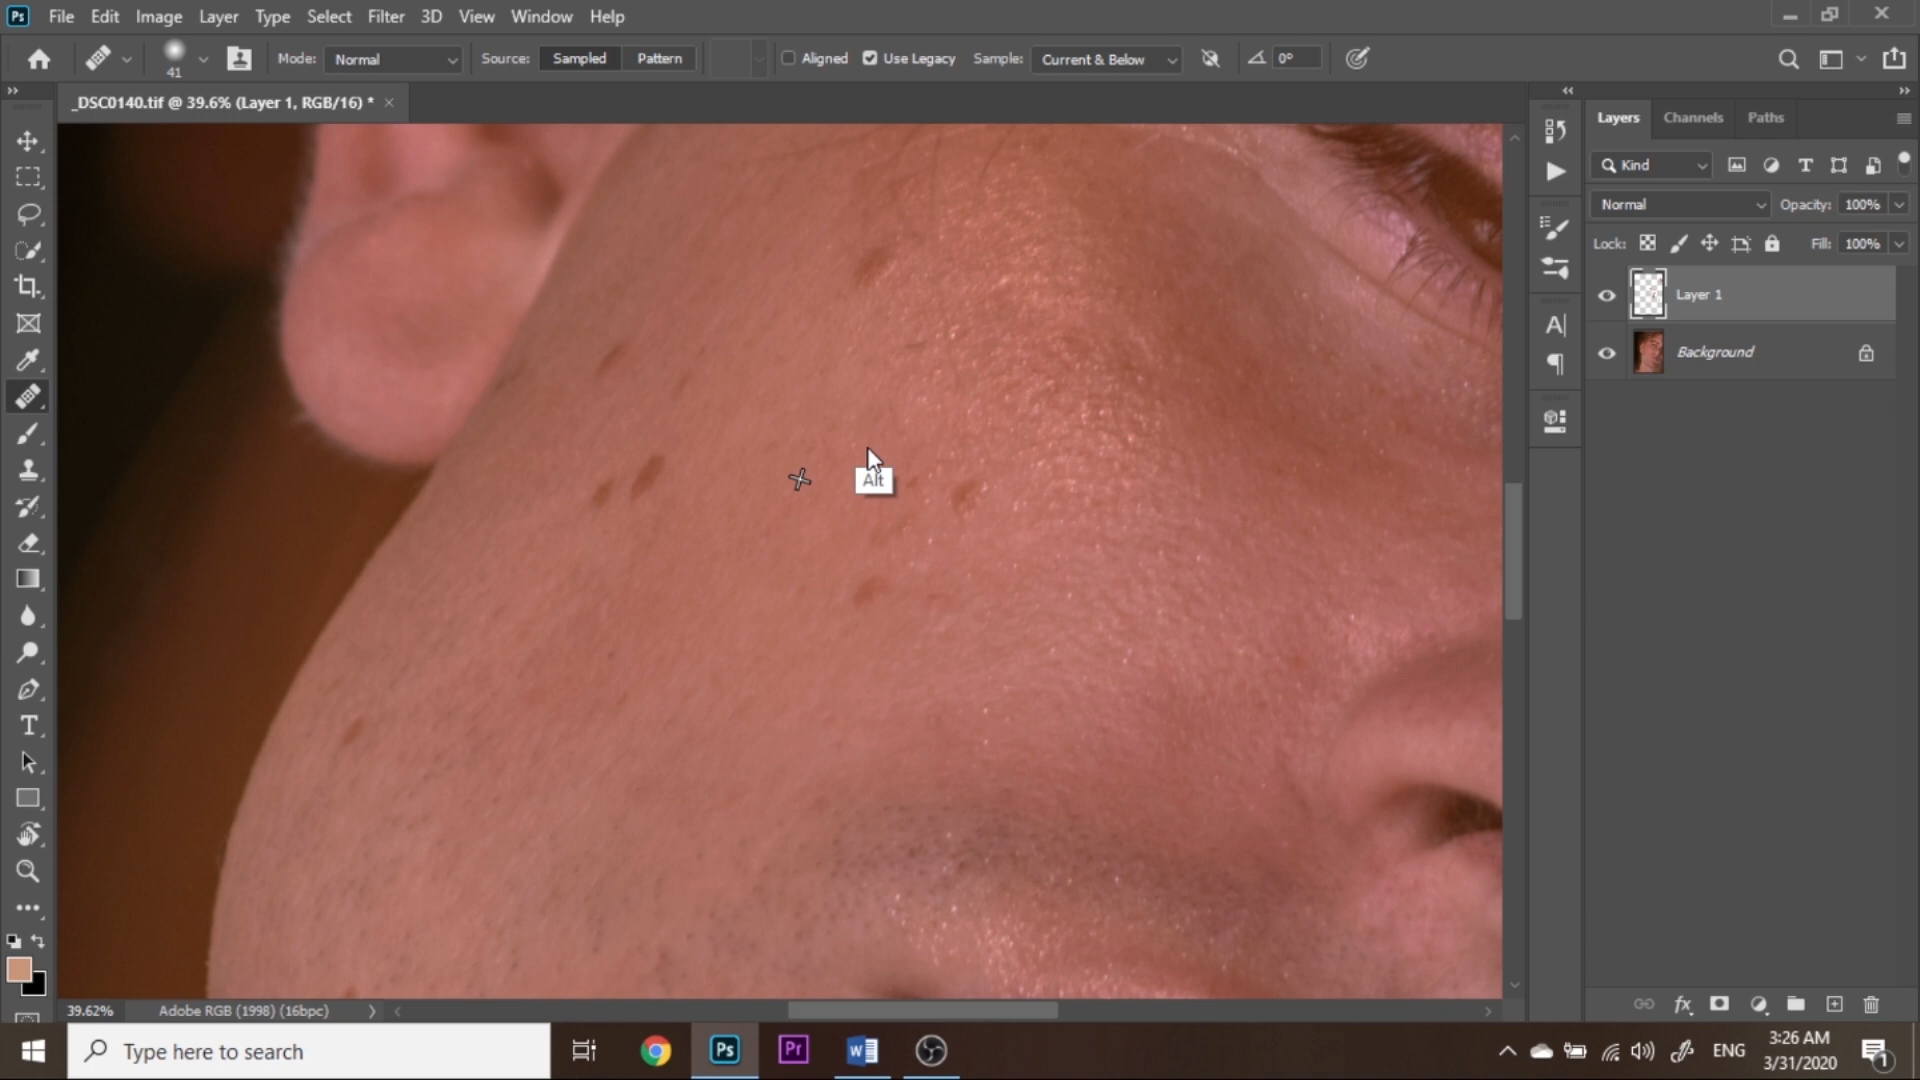 Ps File Edit Image Layer Type Select Filter 3D View Window Help
41 Mode: Normal Source: Sampled Pattern Aligned Use Legacy Sample: Current & Below 0°
_DSC0140.tif @ 39.6% (Layer 1, RGB/16) *
Layers Channels Paths
Kind
Normal Opacity: 100%
Lock: Fill: 100%
Layer 1
Background
Alt
39.62% Adobe RGB (1998) (16bpc)
Type here to search
Ps Pr W
ENG
3:26 AM
3/31/2020
1